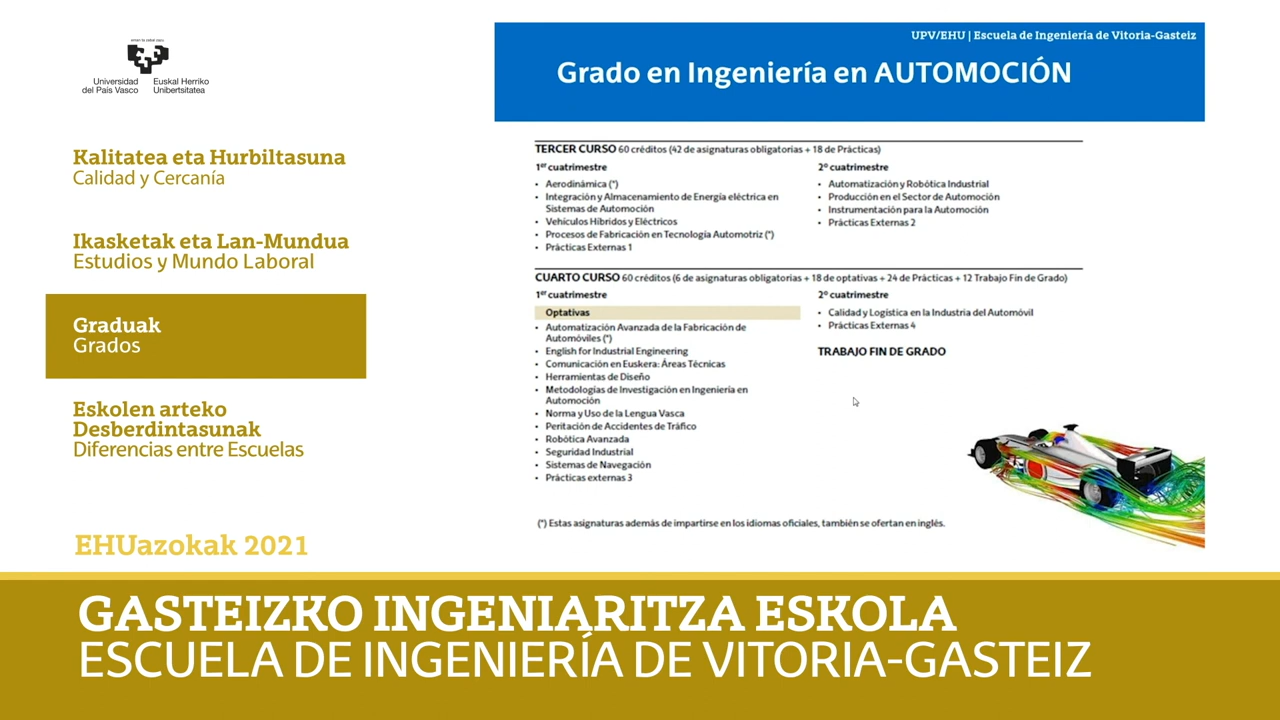 Universidad
del País Vasco
Euskal Herriko
Unibertsitatea
Kalitatea eta Hurbiltasuna
Calidad y Cercanía
Ikasketak eta Lan-Mundua
Estudios y Mundo Laboral
Graduak
Grados
Eskolen arteko
Desberdintasunak
Diferencias entre Escuelas
EHUazokak 2021
UPV/EHU | Escuela de Ingeniería de Vitoria-Gasteiz
Grado en Ingeniería en AUTOMOCIÓN
TERCER CURSO 60 créditos (42 de asignaturas obligatorias + 18 de Prácticas)
1er cuatrimestre
• Aerodinámica (*)
• Integración y Almacenamiento de Energía eléctrica en
Sistemas de Automoción
• Vehículos Híbridos y Eléctricos
• Procesos de Fabricación en Tecnología Automotriz (*)
• Prácticas Externas 1
2º cuatrimestre
• Automatización y Robótica Industrial
• Producción en el Sector de Automoción
• Instrumentación para la Automoción
• Prácticas Externas 2
CUARTO CURSO 60 créditos (6 de asignaturas obligatorias + 18 de optativas + 24 de Prácticas + 12 Trabajo Fin de Grado)
1er cuatrimestre
Optativas
• Automatización Avanzada de la Fabricación de
Automóviles (*)
• English for Industrial Engineering
• Comunicación en Euskera: Áreas Técnicas
• Herramientas de Diseño
• Metodologías de Investigación en Ingeniería en
Automoción
• Norma y Uso de la Lengua Vasca
• Peritación de Accidentes de Tráfico
• Robótica Avanzada
• Seguridad Industrial
• Sistemas de Navegación
• Prácticas externas 3
2º cuatrimestre
• Calidad y Logística en la Industria del Automóvil
• Prácticas Externas 4
TRABAJO FIN DE GRADO
(*) Estas asignaturas además de impartirse en los idiomas oficiales, también se ofertan en inglés.
GASTEIZKO INGENIARITZA ESKOLA
ESCUELA DE INGENIERÍA DE VITORIA-GASTEIZ